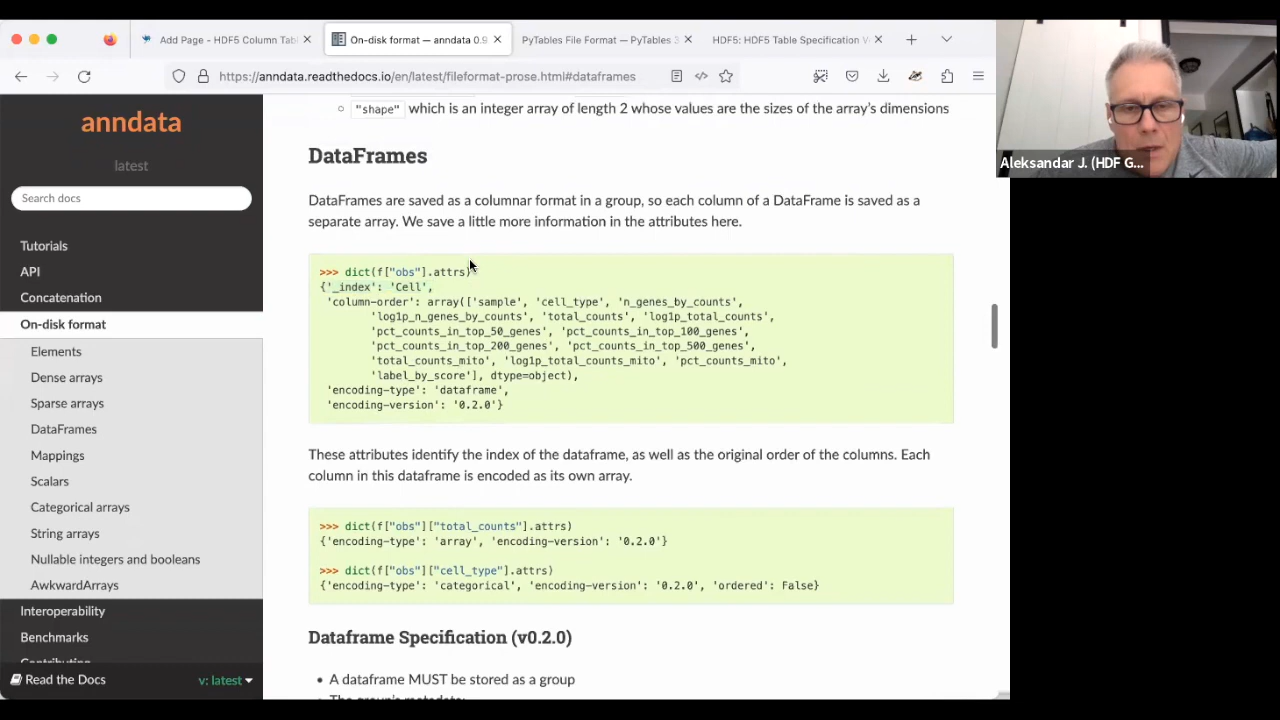 Add Page - HDF5 Column Tabl
On-disk format — anndata 0.9
PyTables File Format — PyTables 3
HDF5: HDF5 Table Specification V
https://anndata.readthedocs.io/en/latest/fileformat-prose.html#dataframes
Aleksandar J. (HDF G...
anndata
latest
Search docs
Tutorials
API
Concatenation
On-disk format
Elements
Dense arrays
Sparse arrays
DataFrames
Mappings
Scalars
Categorical arrays
String arrays
Nullable integers and booleans
AwkwardArrays
Interoperability
Benchmarks
Contributing
Read the Docs
v: latest
"shape" which is an integer array of length 2 whose values are the sizes of the array's dimensions
DataFrames
DataFrames are saved as a columnar format in a group, so each column of a DataFrame is saved as a
separate array. We save a little more information in the attributes here.
>>> dict(f["obs"].attrs)
{'_index': 'Cell',
'column-order': array(['sample', 'cell_type', 'n_genes_by_counts',
'log1p_n_genes_by_counts', 'total_counts', 'log1p_total_counts',
'pct_counts_in_top_50_genes', 'pct_counts_in_top_100_genes',
'pct_counts_in_top_200_genes', 'pct_counts_in_top_500_genes',
'total_counts_mito', 'log1p_total_counts_mito', 'pct_counts_mito',
'label_by_score'], dtype=object),
'encoding-type': 'dataframe',
'encoding-version': '0.2.0'}
These attributes identify the index of the dataframe, as well as the original order of the columns. Each
column in this dataframe is encoded as its own array.
>>> dict(f["obs"]["total_counts"].attrs)
{'encoding-type': 'array', 'encoding-version': '0.2.0'}
>>> dict(f["obs"]["cell_type"].attrs)
{'encoding-type': 'categorical', 'encoding-version': '0.2.0', 'ordered': False}
Dataframe Specification (v0.2.0)
• A dataframe MUST be stored as a group
• The group's metadata: